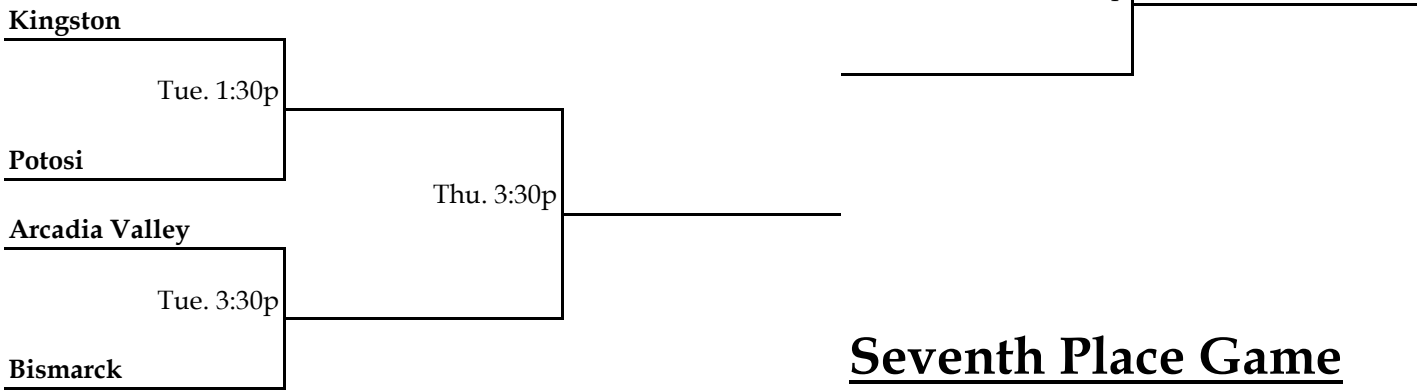 Kingston
Tue. 1:30p
Potosi
Thu. 3:30p
Arcadia Valley
Tue. 3:30p
Bismarck
Seventh Place Game